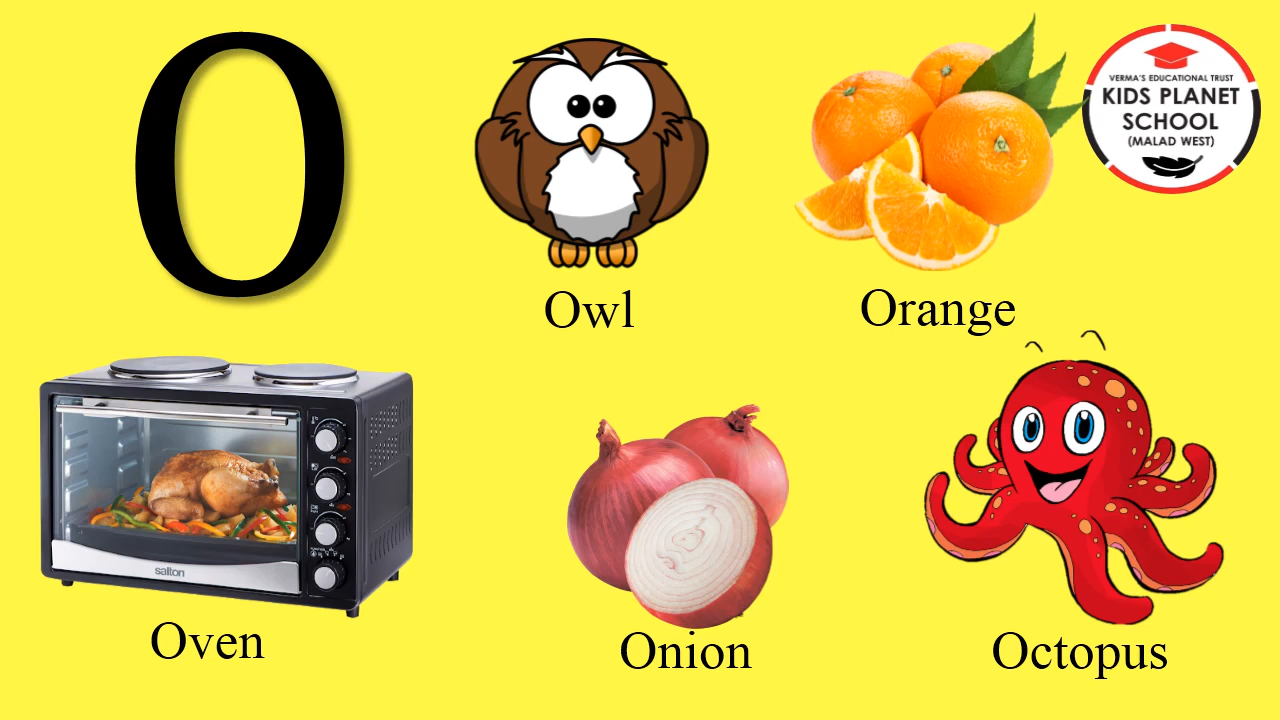 O
Owl
Orange
VERMA'S EDUCATIONAL TRUST
KIDS PLANET
SCHOOL
(MALAD WEST)
salton
Oven
Onion
Octopus